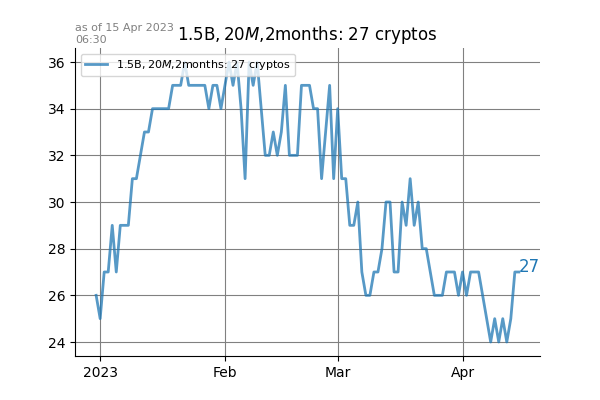 as of 15 Apr 2023
06:30
1.5B, 20M,2months: 27 cryptos
1.5B, 20M,2months: 27 cryptos
36
34
32
30
28
26
24
27
2023
Feb
Mar
Apr